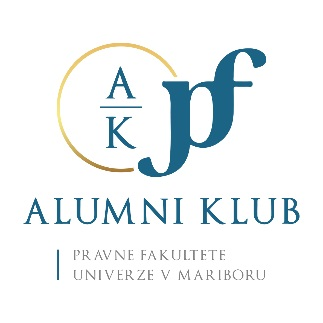 A
K
pf
ALUMNI KLUB
PRAVNE FAKULTETE
UNIVERZE V MARIBORU